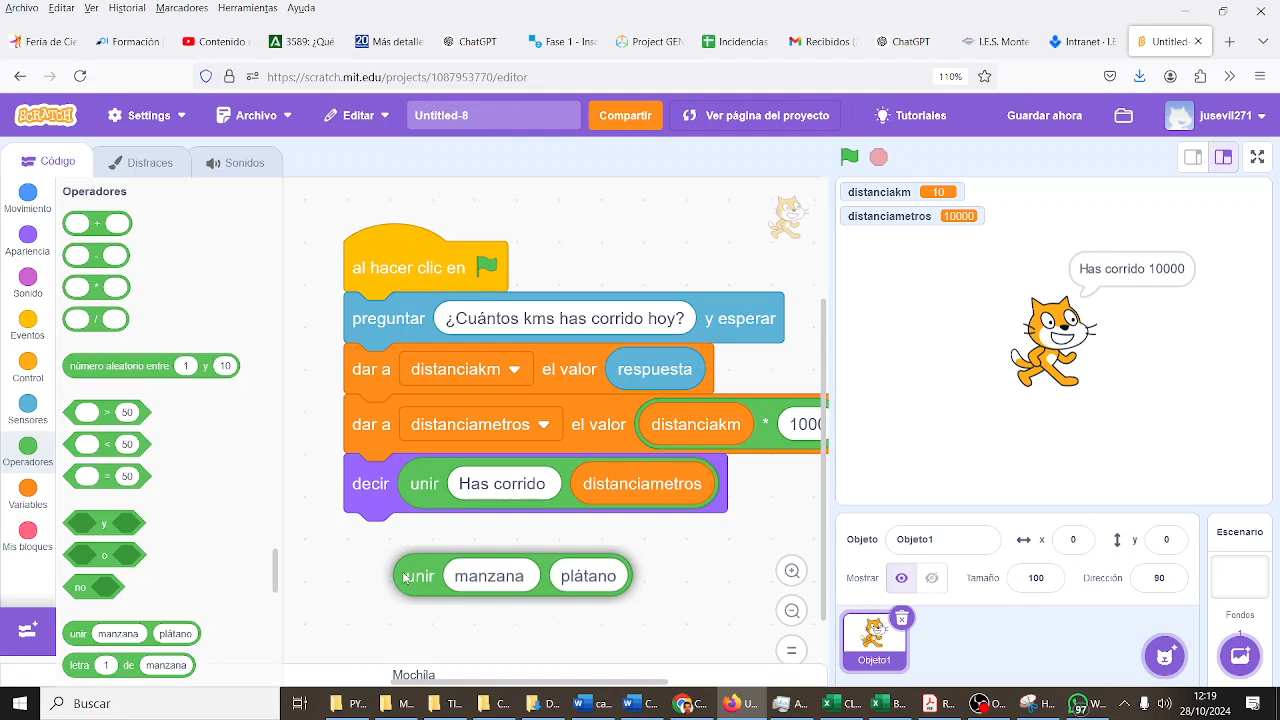 Archivo Editar Ver Historial Marcadores Herramientas Ayuda
Feria de Cie Formación Contenido 3589: ¿Qu Más detalle Fase 1 - Insc Project GEN Incidencias Recibidos ( ChatGPT I.E.S. Monte Intranet - IE Untitled-
https://scratch.mit.edu/projects/1087953770/editor 110%
SCRATCH Settings Archivo Editar Untitled-8 Compartir Ver página del proyecto Tutoriales Guardar ahora jusevil271
Código Disfraces Sonidos
Movimiento
Apariencia
Sonido
Eventos
Control
Sensores
Operadores
Variables
Mis bloques
Operadores
+
-
*
/
número aleatorio entre 1 y 10
> 50
< 50
= 50
y
o
no
unir manzana plátano
letra 1 de manzana
al hacer clic en
preguntar ¿Cuántos kms has corrido hoy? y esperar
dar a distanciakm el valor respuesta
dar a distanciametros el valor distanciakm * 1000
decir unir Has corrido distanciametros
unir manzana plátano
Mochila
distanciakm 10
distanciametros 10000
Has corrido 10000
Objeto Objeto1 x 0 y 0
Mostrar Tamaño 100 Dirección 90
Objeto1
Escenario
Fondos
1
Buscar
W
97
12:19
28/10/2024